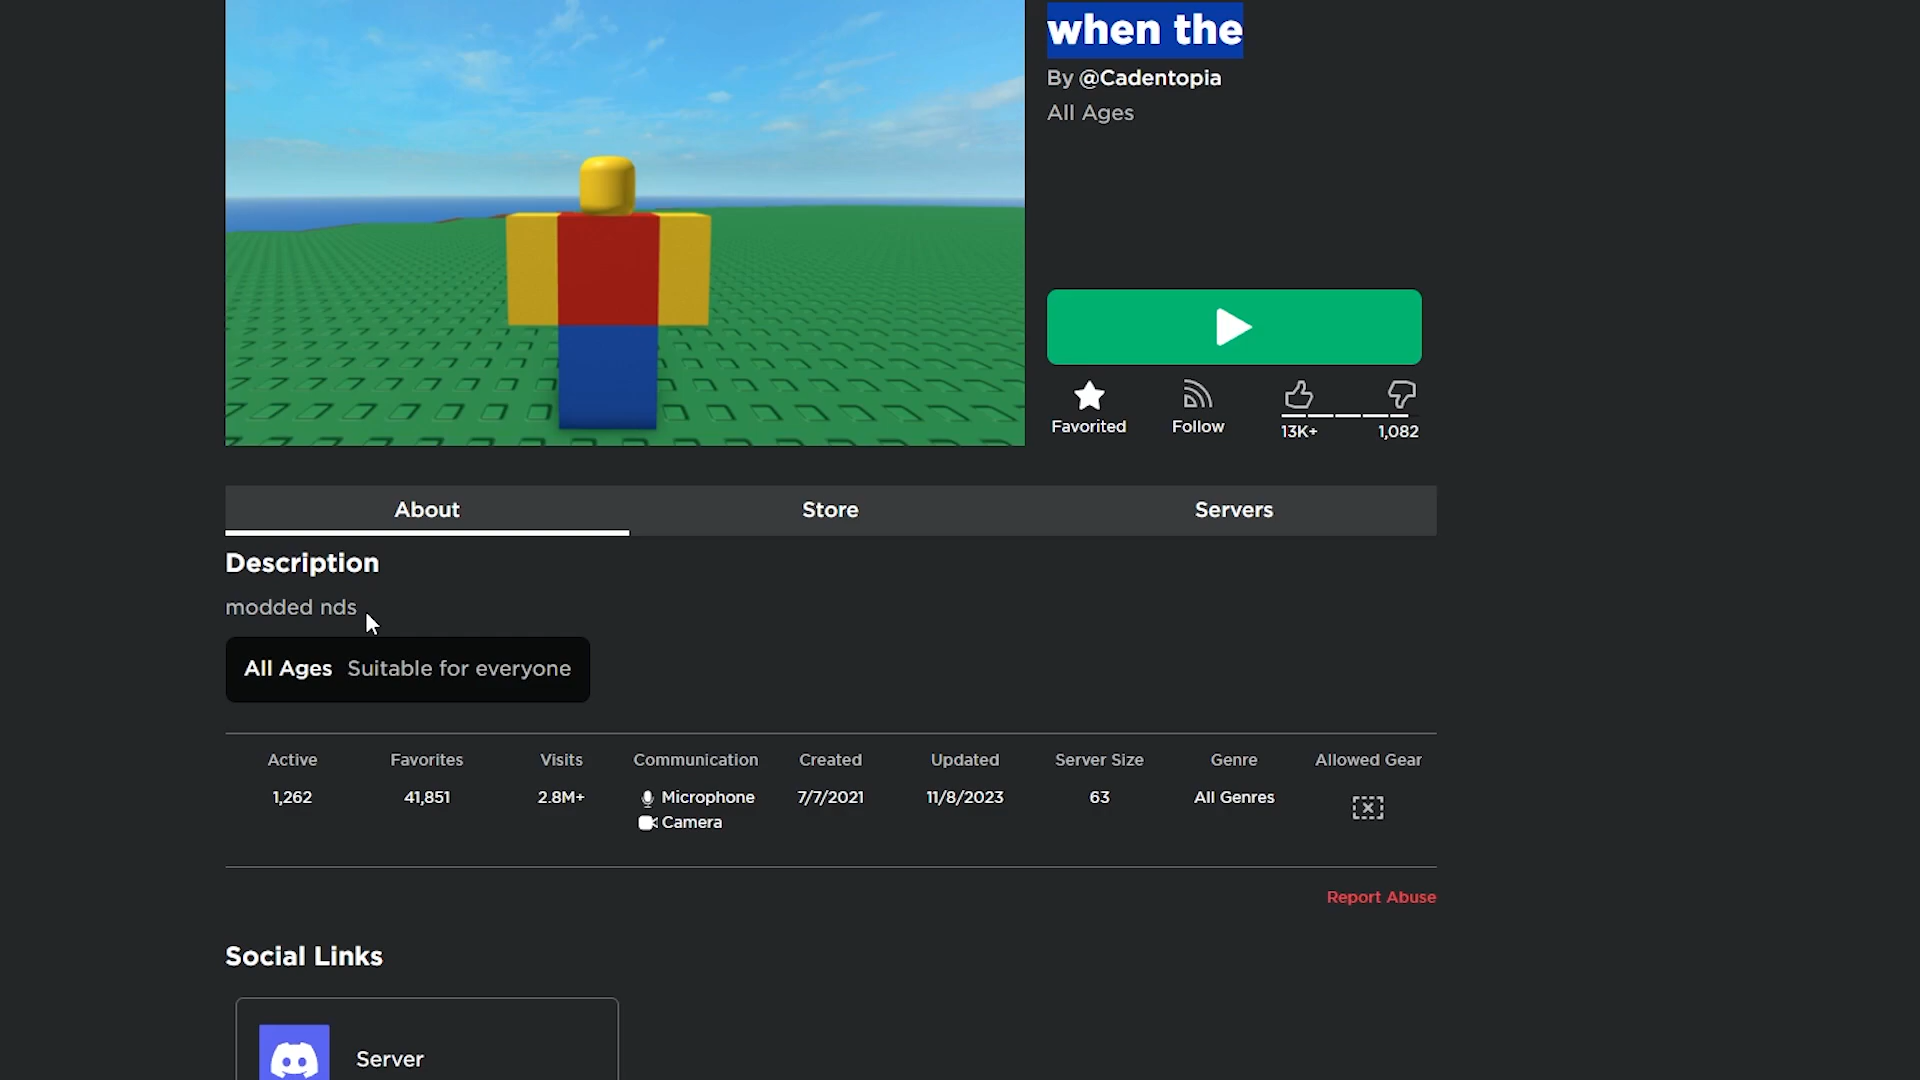 when the
By @Cadentopia
All Ages
Favorited
Follow
13K+
1,082
About
Store
Servers
Description
modded nds
All Ages Suitable for everyone
Active
Favorites
Visits
Communication
Created
Updated
Server Size
Genre
Allowed Gear
1,262
41,851
2.8M+
Microphone
Camera
7/7/2021
11/8/2023
63
All Genres
Report Abuse
Social Links
Server